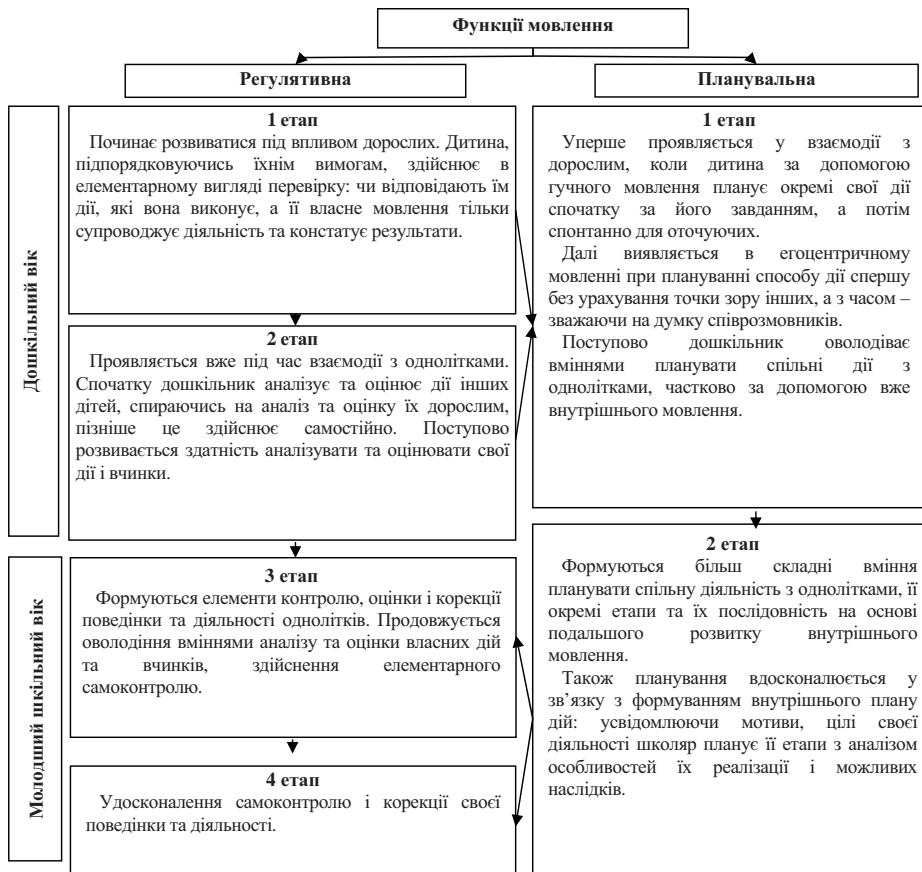 Функції мовлення
Регулятивна
Планувальна
Дошкільний вік
1 етап
Починає розвиватися під впливом дорослих. Дитина,
підпорядковуючись їхнім вимогам, здійснює в
елементарному вигляді перевірку: чи відповідають їм
дії, які вона виконує, а її власне мовлення тільки
супроводжує діяльність та констатує результати.
2 етап
Проявляється вже під час взаємодії з однолітками.
Спочатку дошкільник аналізує та оцінює дії інших
дітей, спираючись на аналіз та оцінку їх дорослим,
пізніше це здійснює самостійно. Поступово
розвивається здатність аналізувати та оцінювати свої
дії і вчинки.
1 етап
Уперше проявляється у взаємодії з
дорослим, коли дитина за допомогою
гучного мовлення планує окремі свої дії
спочатку за його завданням, а потім
спонтанно для оточуючих.
Далі виявляється в егоцентричному
мовленні при плануванні способу дії спершу
без урахування точки зору інших, а з часом –
зважаючи на думку співрозмовників.
Поступово дошкільник оволодіває
вміннями планувати спільні дії з
однолітками, частково за допомогою вже
внутрішнього мовлення.
Молодший шкільний вік
3 етап
Формуються елементи контролю, оцінки і корекції
поведінки та діяльності однолітків. Продовжується
оволодіння вміннями аналізу та оцінки власних дій
та вчинків, здійснення елементарного
самоконтролю.
4 етап
Удосконалення самоконтролю і корекції своєї
поведінки та діяльності.
2 етап
Формуються більш складні вміння
планувати спільну діяльність з однолітками, її
окремі етапи та їх послідовність на основі
подальшого розвитку внутрішнього
мовлення.
Також планування вдосконалюється у
зв’язку з формуванням внутрішнього плану
дій: усвідомлюючи мотиви, цілі своєї
діяльності школяр планує її етапи з аналізом
особливостей їх реалізації і можливих
наслідків.